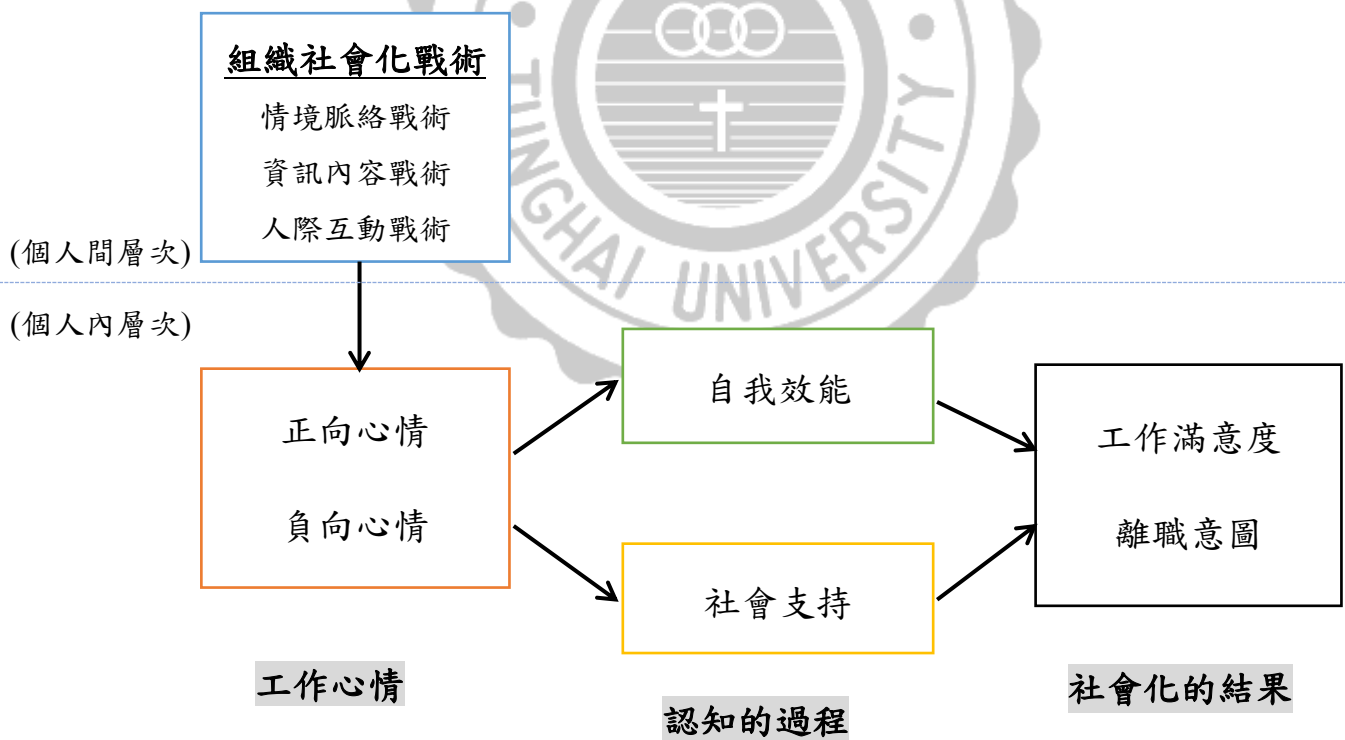 組織社會化戰術
情境脈絡戰術
資訊內容戰術
人際互動戰術
(個人間層次)
(個人內層次)
正向心情
負向心情
自我效能
社會支持
工作滿意度
離職意圖
工作心情
認知的過程
社會化的結果
TUNGHAI UNIVERSITY